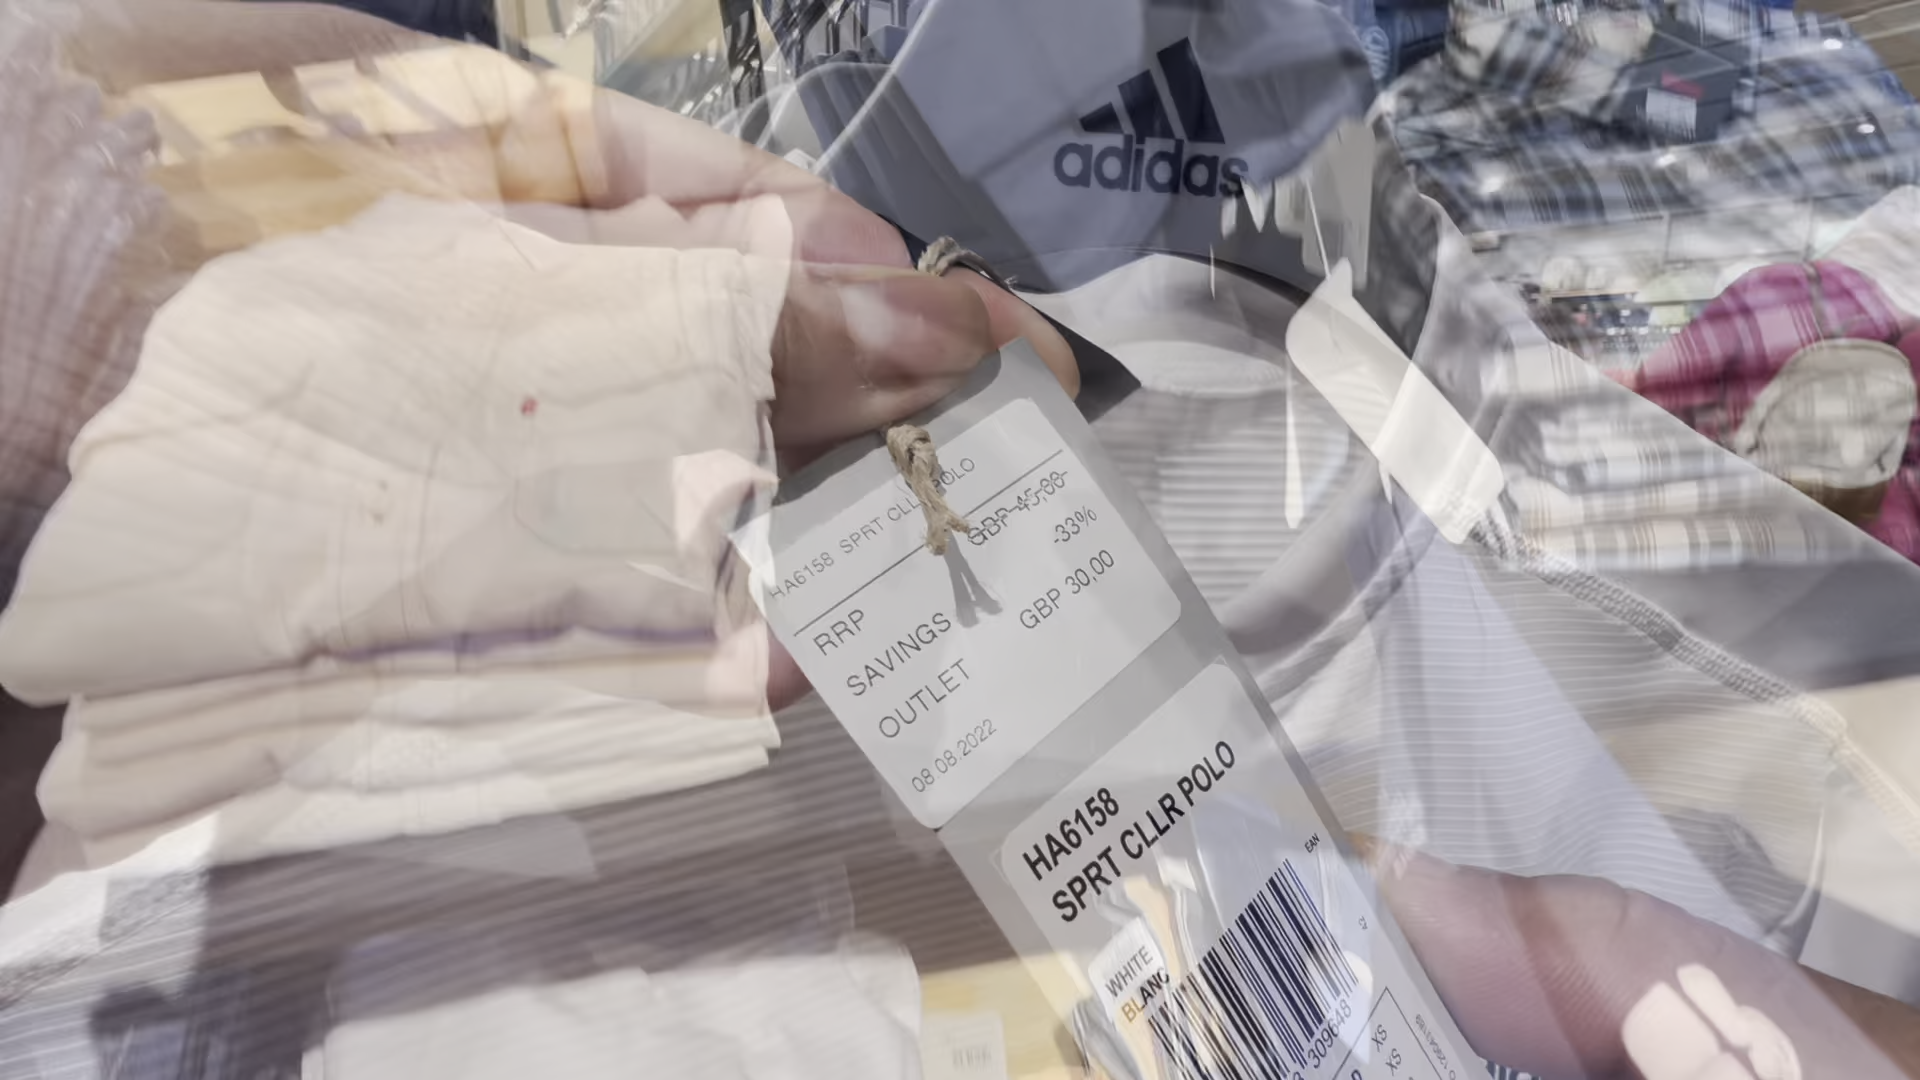 adidas
HA6158 SPRT CLLR POLO
RRP GBP 45,00
SAVINGS -33%
OUTLET GBP 30,00
08.08.2022
HA6158
SPRT CLLR POLO
EAN
WHITE
BLANC
309648
XS
XS